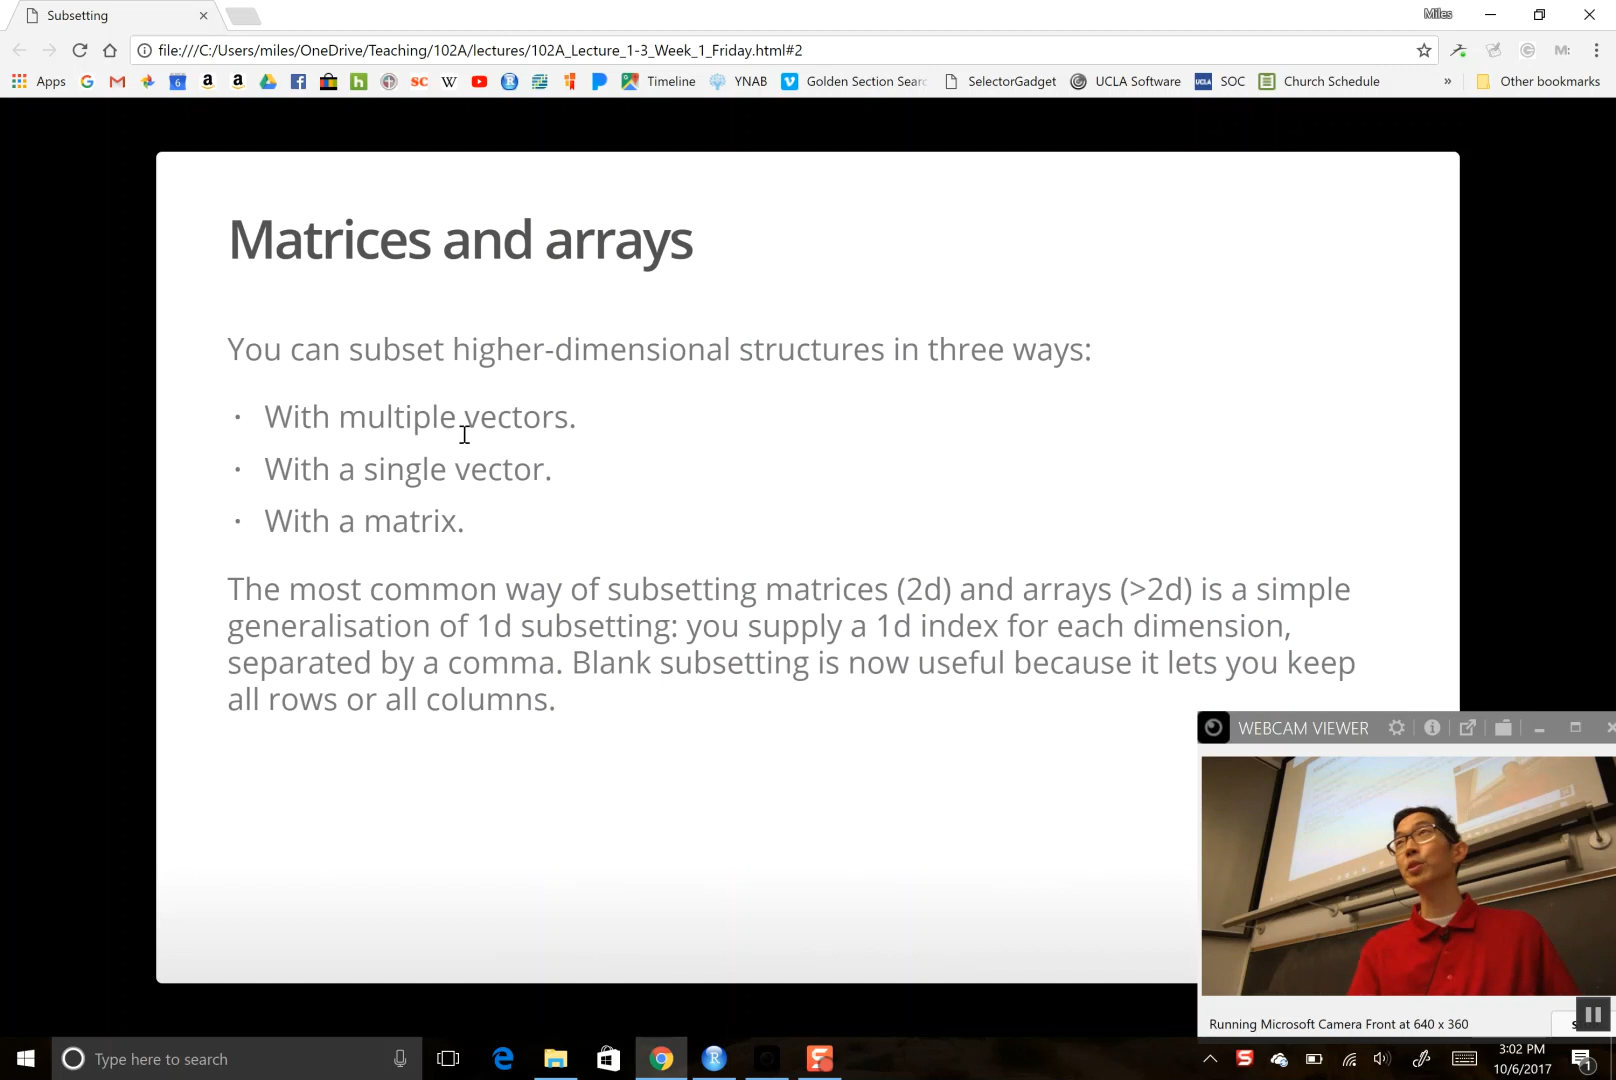 Subsetting
Miles
file:///C:/Users/miles/OneDrive/Teaching/102A/lectures/102A_Lecture_1-3_Week_1_Friday.html#2
Apps
Timeline
YNAB
Golden Section Searc
SelectorGadget
UCLA Software
SOC
Church Schedule
»
Other bookmarks
Matrices and arrays
You can subset higher-dimensional structures in three ways:
· With multiple vectors.
· With a single vector.
· With a matrix.
The most common way of subsetting matrices (2d) and arrays (>2d) is a simple
generalisation of 1d subsetting: you supply a 1d index for each dimension,
separated by a comma. Blank subsetting is now useful because it lets you keep
all rows or all columns.
WEBCAM VIEWER
Running Microsoft Camera Front at 640 x 360
Type here to search
3:02 PM
10/6/2017